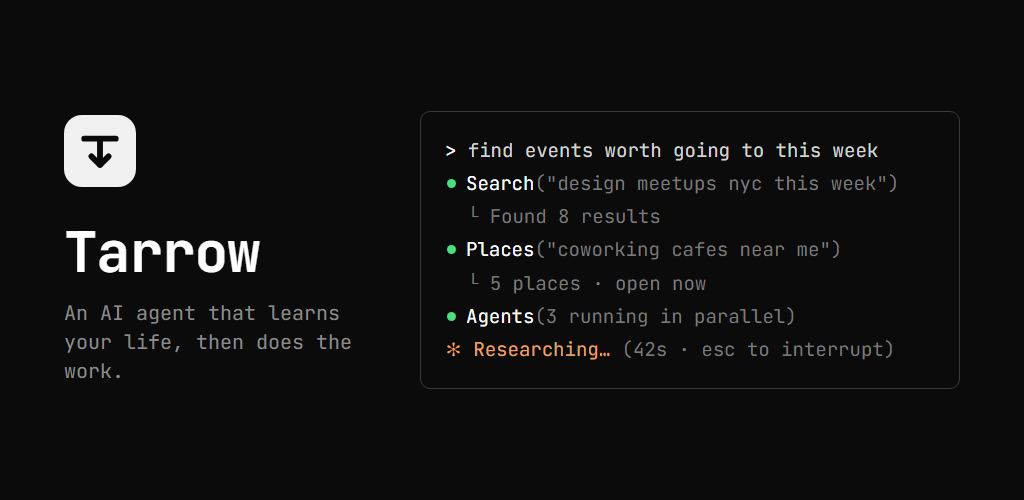 Tarrow
An AI agent that learns
your life, then does the
work.
> find events worth going to this week
● Search("design meetups nyc this week")
└ Found 8 results
● Places("coworking cafes near me")
└ 5 places · open now
● Agents(3 running in parallel)
✻ Researching… (42s · esc to interrupt)